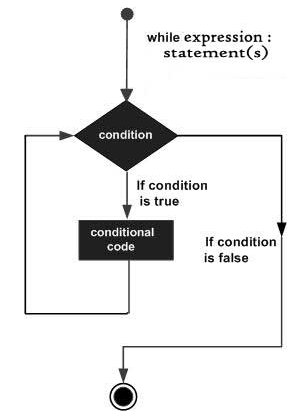 while expression :
statement(s)
condition
If condition
is true
conditional
code
If condition
is false